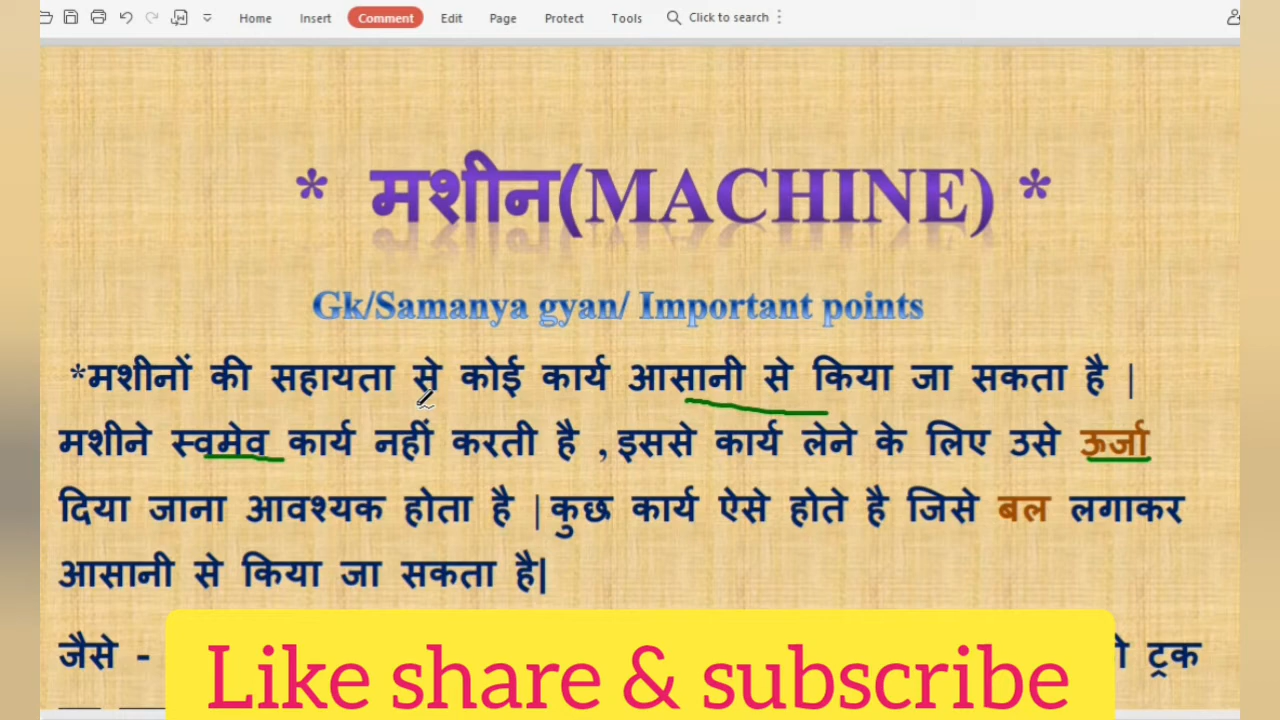 Home Insert Comment Edit Page Protect Tools Click to search
* मशीन(MACHINE) *
Gk/Samanya gyan/ Important points
*मशीनों की सहायता से कोई कार्य आसानी से किया जा सकता है |
मशीने स्वमेव कार्य नहीं करती है ,इससे कार्य लेने के लिए उसे ऊर्जा
दिया जाना आवश्यक होता है |कुछ कार्य ऐसे होते है जिसे बल लगाकर
आसानी से किया जा सकता है|
जैसे - ट्रक
Like share & subscribe